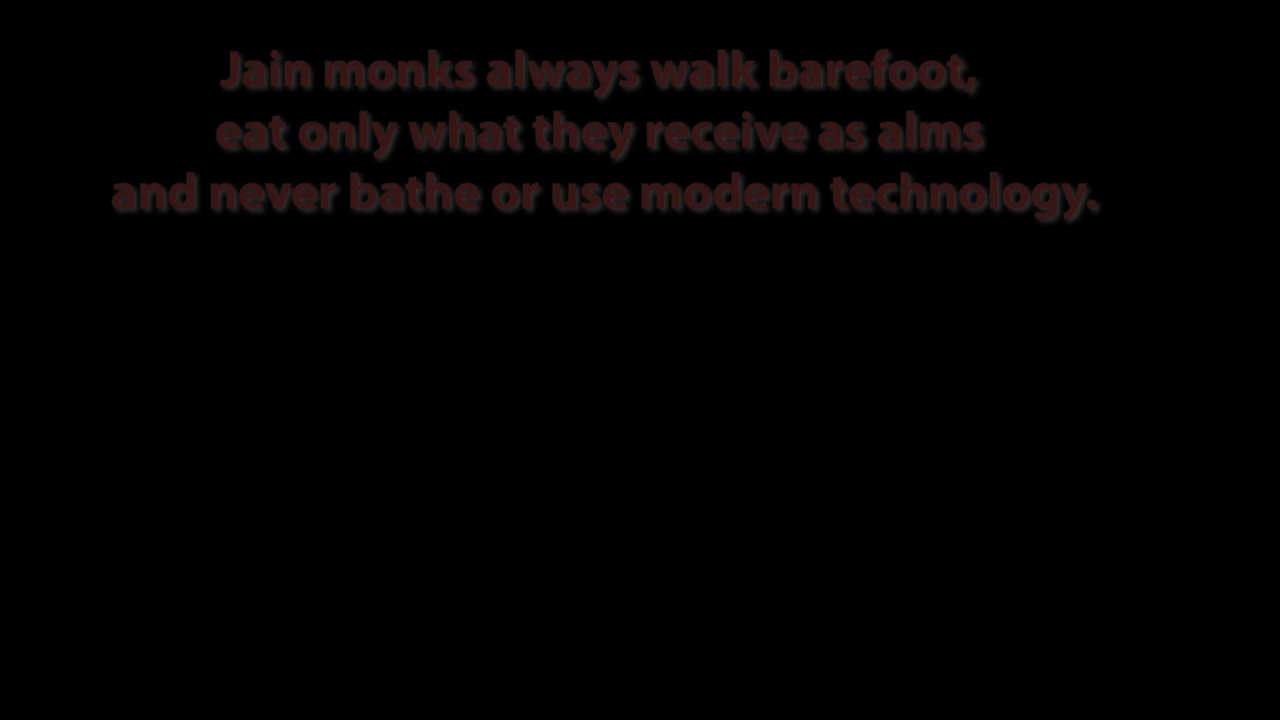 Jain monks always walk barefoot,
eat only what they receive as alms
and never bathe or use modern technology.